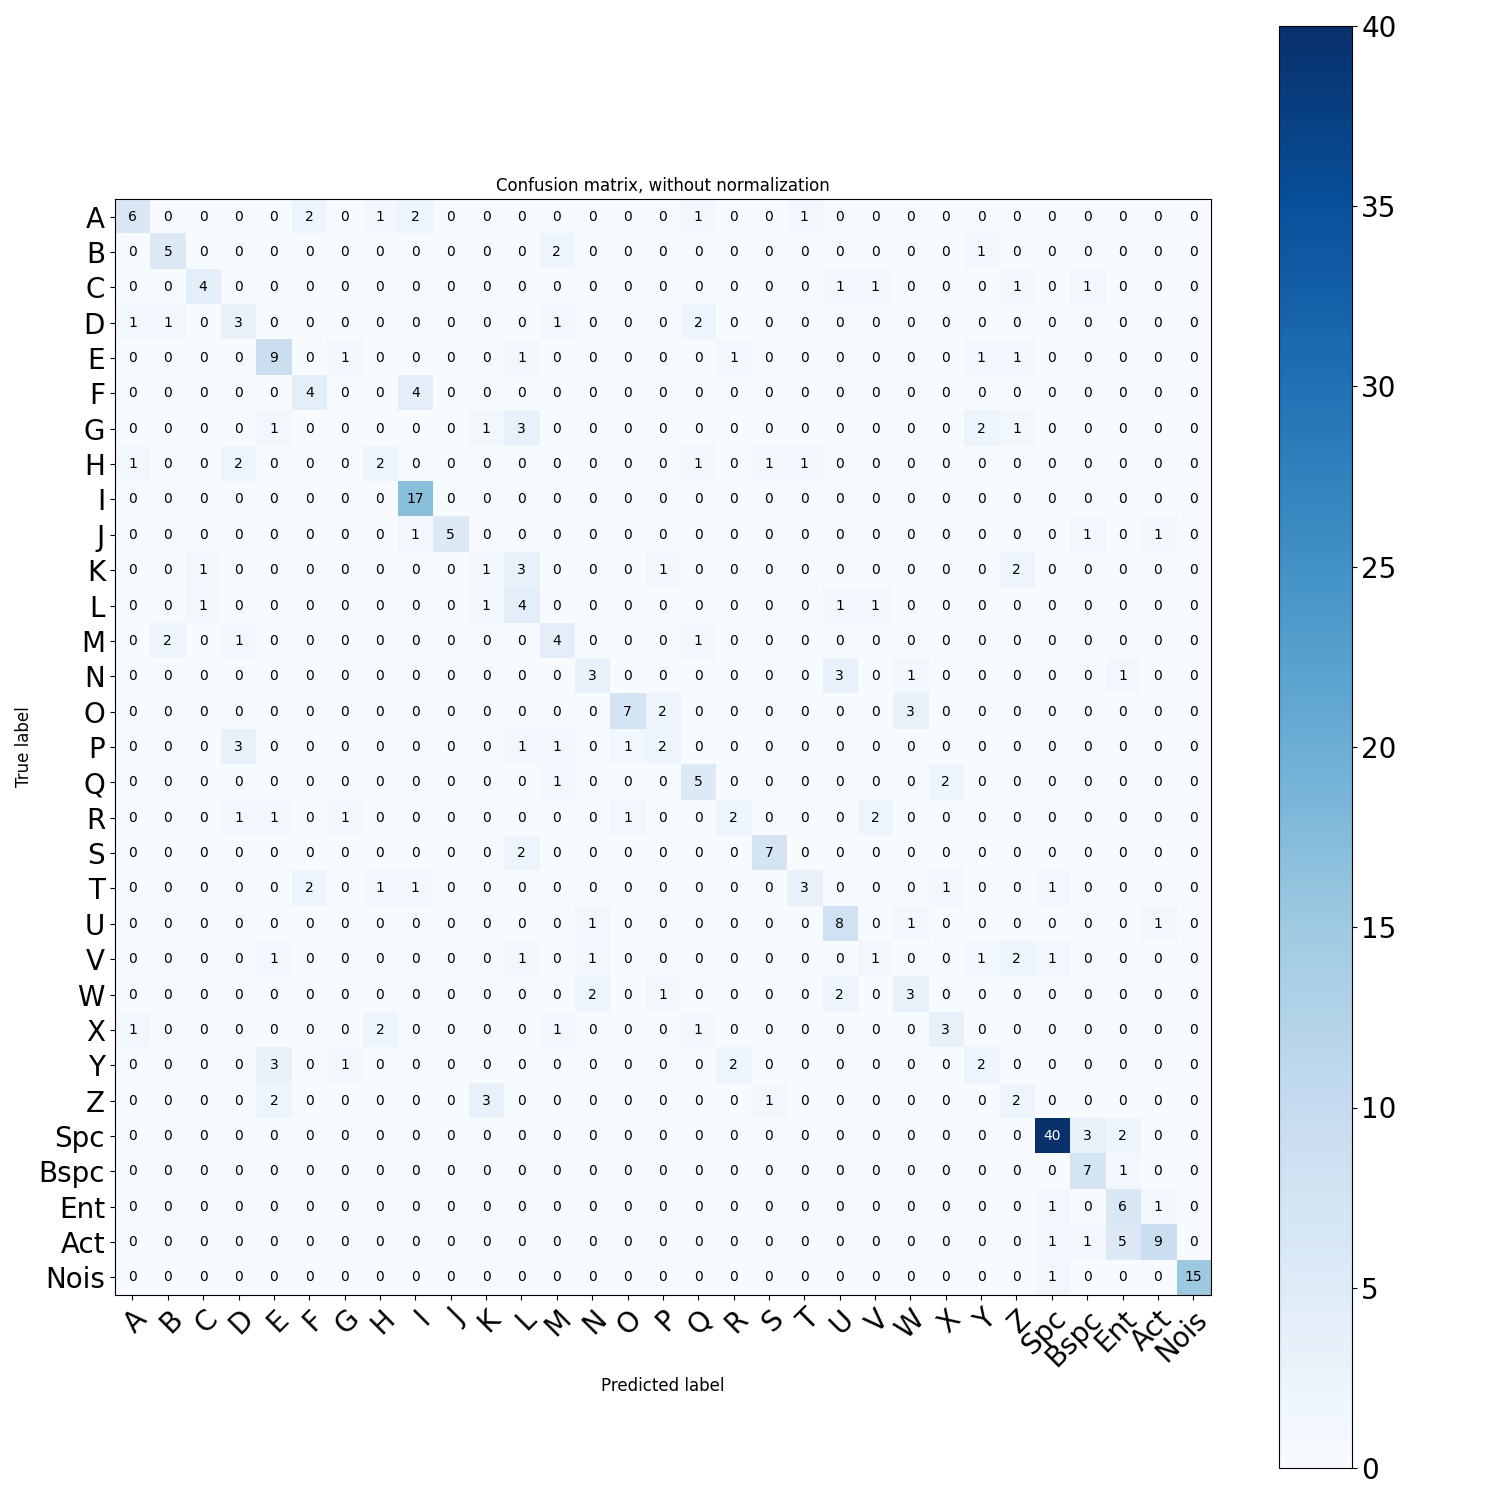 Confusion matrix, without normalization
A 6 0 0 0 0 2 0 1 2 0 0 0 0 0 0 0 1 0 0 1 0 0 0 0 0 0 0 0 0 0 0
B 0 5 0 0 0 0 0 0 0 0 0 0 2 0 0 0 0 0 0 0 0 0 0 0 1 0 0 0 0 0 0
C 0 0 4 0 0 0 0 0 0 0 0 0 0 0 0 0 0 0 0 0 1 1 0 0 0 1 0 1 0 0 0
D 1 1 0 3 0 0 0 0 0 0 0 0 1 0 0 0 2 0 0 0 0 0 0 0 0 0 0 0 0 0 0
E 0 0 0 0 9 0 1 0 0 0 0 1 0 0 0 0 0 1 0 0 0 0 0 0 1 1 0 0 0 0 0
F 0 0 0 0 0 4 0 0 4 0 0 0 0 0 0 0 0 0 0 0 0 0 0 0 0 0 0 0 0 0 0
G 0 0 0 0 1 0 0 0 0 0 1 3 0 0 0 0 0 0 0 0 0 0 0 0 2 1 0 0 0 0 0
H 1 0 0 2 0 0 0 2 0 0 0 0 0 0 0 0 1 0 1 1 0 0 0 0 0 0 0 0 0 0 0
I 0 0 0 0 0 0 0 0 17 0 0 0 0 0 0 0 0 0 0 0 0 0 0 0 0 0 0 0 0 0 0
J 0 0 0 0 0 0 0 0 1 5 0 0 0 0 0 0 0 0 0 0 0 0 0 0 0 0 0 1 0 1 0
K 0 0 1 0 0 0 0 0 0 0 1 3 0 0 0 1 0 0 0 0 0 0 0 0 0 2 0 0 0 0 0
L 0 0 1 0 0 0 0 0 0 0 1 4 0 0 0 0 0 0 0 0 1 1 0 0 0 0 0 0 0 0 0
M 0 2 0 1 0 0 0 0 0 0 0 0 4 0 0 0 1 0 0 0 0 0 0 0 0 0 0 0 0 0 0
N 0 0 0 0 0 0 0 0 0 0 0 0 0 3 0 0 0 0 0 0 3 0 1 0 0 0 0 0 1 0 0
O 0 0 0 0 0 0 0 0 0 0 0 0 0 0 7 2 0 0 0 0 0 0 3 0 0 0 0 0 0 0 0
P 0 0 0 3 0 0 0 0 0 0 0 1 1 0 1 2 0 0 0 0 0 0 0 0 0 0 0 0 0 0 0
Q 0 0 0 0 0 0 0 0 0 0 0 0 1 0 0 0 5 0 0 0 0 0 0 2 0 0 0 0 0 0 0
R 0 0 0 1 1 0 1 0 0 0 0 0 0 0 1 0 0 2 0 0 0 2 0 0 0 0 0 0 0 0 0
S 0 0 0 0 0 0 0 0 0 0 0 2 0 0 0 0 0 0 7 0 0 0 0 0 0 0 0 0 0 0 0
T 0 0 0 0 0 2 0 1 1 0 0 0 0 0 0 0 0 0 0 3 0 0 0 1 0 0 1 0 0 0 0
U 0 0 0 0 0 0 0 0 0 0 0 0 0 1 0 0 0 0 0 0 8 0 1 0 0 0 0 0 0 1 0
V 0 0 0 0 1 0 0 0 0 0 0 1 0 1 0 0 0 0 0 0 0 1 0 0 1 2 1 0 0 0 0
W 0 0 0 0 0 0 0 0 0 0 0 0 0 2 0 1 0 0 0 0 2 0 3 0 0 0 0 0 0 0 0
X 1 0 0 0 0 0 0 2 0 0 0 0 1 0 0 0 1 0 0 0 0 0 0 3 0 0 0 0 0 0 0
Y 0 0 0 0 3 0 1 0 0 0 0 0 0 0 0 0 0 2 0 0 0 0 0 0 2 0 0 0 0 0 0
Z 0 0 0 0 2 0 0 0 0 0 3 0 0 0 0 0 0 0 1 0 0 0 0 0 0 2 0 0 0 0 0
Spc 0 0 0 0 0 0 0 0 0 0 0 0 0 0 0 0 0 0 0 0 0 0 0 0 0 0 40 3 2 0 0
Bspc 0 0 0 0 0 0 0 0 0 0 0 0 0 0 0 0 0 0 0 0 0 0 0 0 0 0 0 7 1 0 0
Ent 0 0 0 0 0 0 0 0 0 0 0 0 0 0 0 0 0 0 0 0 0 0 0 0 0 0 1 0 6 1 0
Act 0 0 0 0 0 0 0 0 0 0 0 0 0 0 0 0 0 0 0 0 0 0 0 0 0 0 1 1 5 9 0
Nois 0 0 0 0 0 0 0 0 0 0 0 0 0 0 0 0 0 0 0 0 0 0 0 0 0 0 1 0 0 0 15
A B C D E F G H I J K L M N O P Q R S T U V W X Y Z Spc Bspc Ent Act Nois
Predicted label
True label
40
35
30
25
20
15
10
5
0